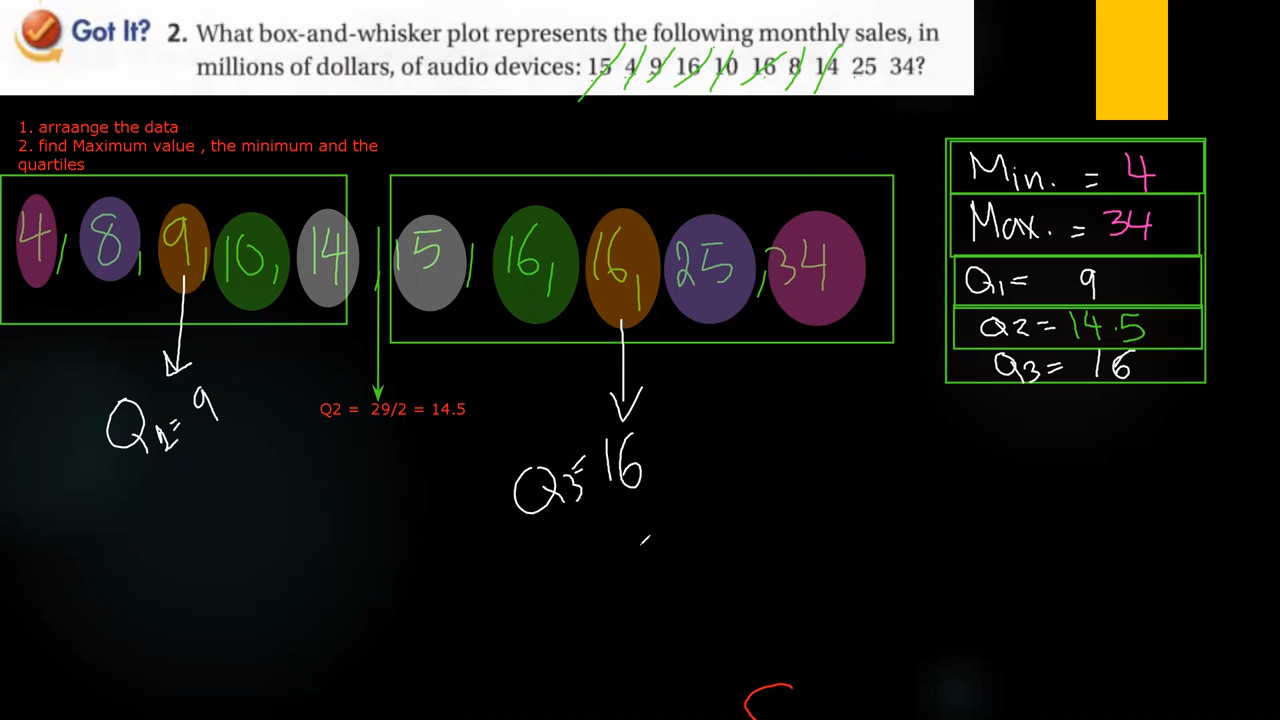 Got It? 2. What box-and-whisker plot represents the following monthly sales, in
millions of dollars, of audio devices: 15 4 9 16 10 16 8 14 25 34?
1. arraange the data
2. find Maximum value , the minimum and the
quartiles
4, 8, 9, 10, 14, 15, 16, 16, 25, 34
Min. = 4
Max. = 34
Q1= 9
Q2= 14.5
Q3= 16
Q2= 9
Q2 = 29/2 = 14.5
Q3= 16